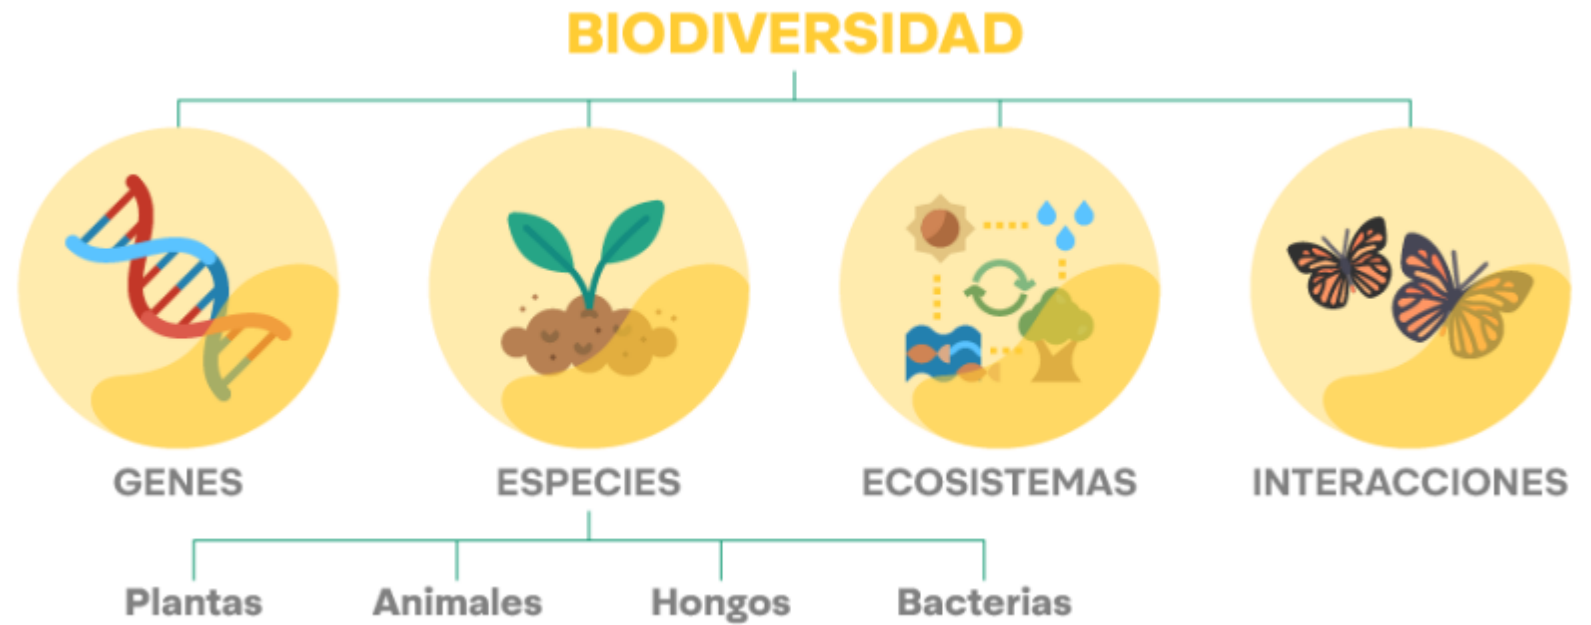 BIODIVERSIDAD
GENES ESPECIES ECOSISTEMAS INTERACCIONES
Plantas Animales Hongos Bacterias